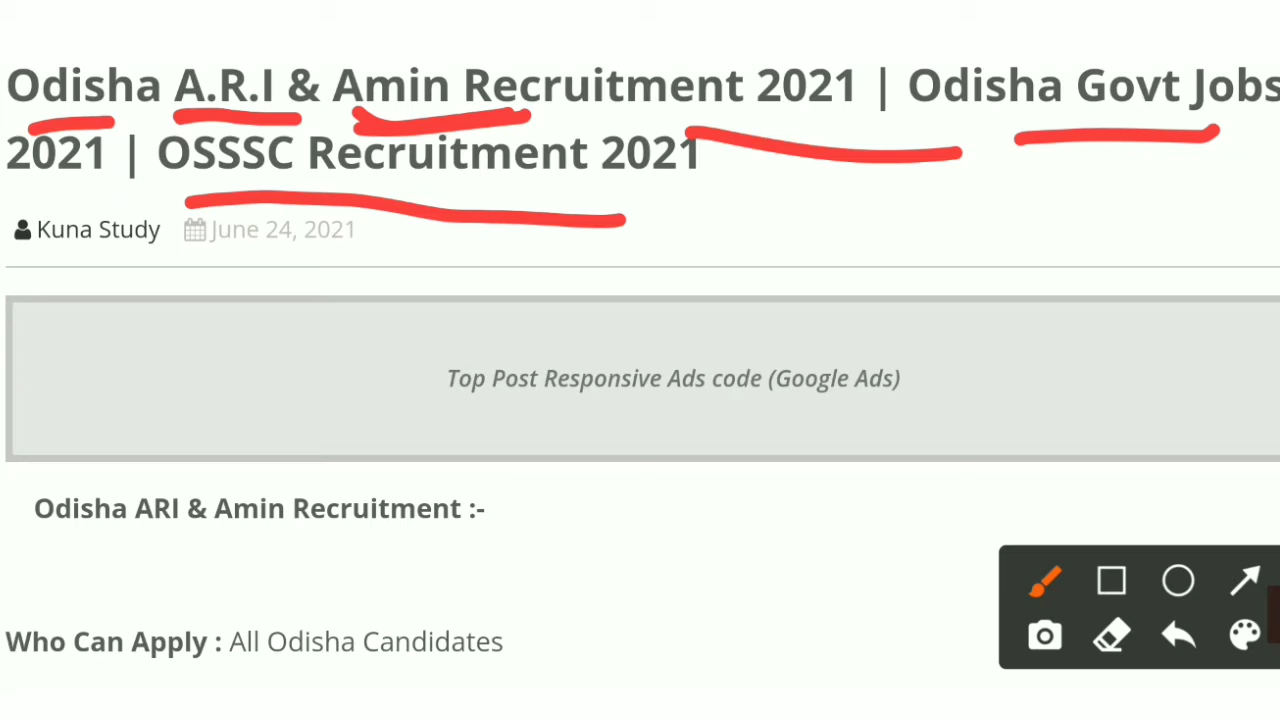 Odisha A.R.I & Amin Recruitment 2021 | Odisha Govt Jobs
2021 | OSSSC Recruitment 2021
Kuna Study June 24, 2021
Top Post Responsive Ads code (Google Ads)
Odisha ARI & Amin Recruitment :-
Who Can Apply : All Odisha Candidates